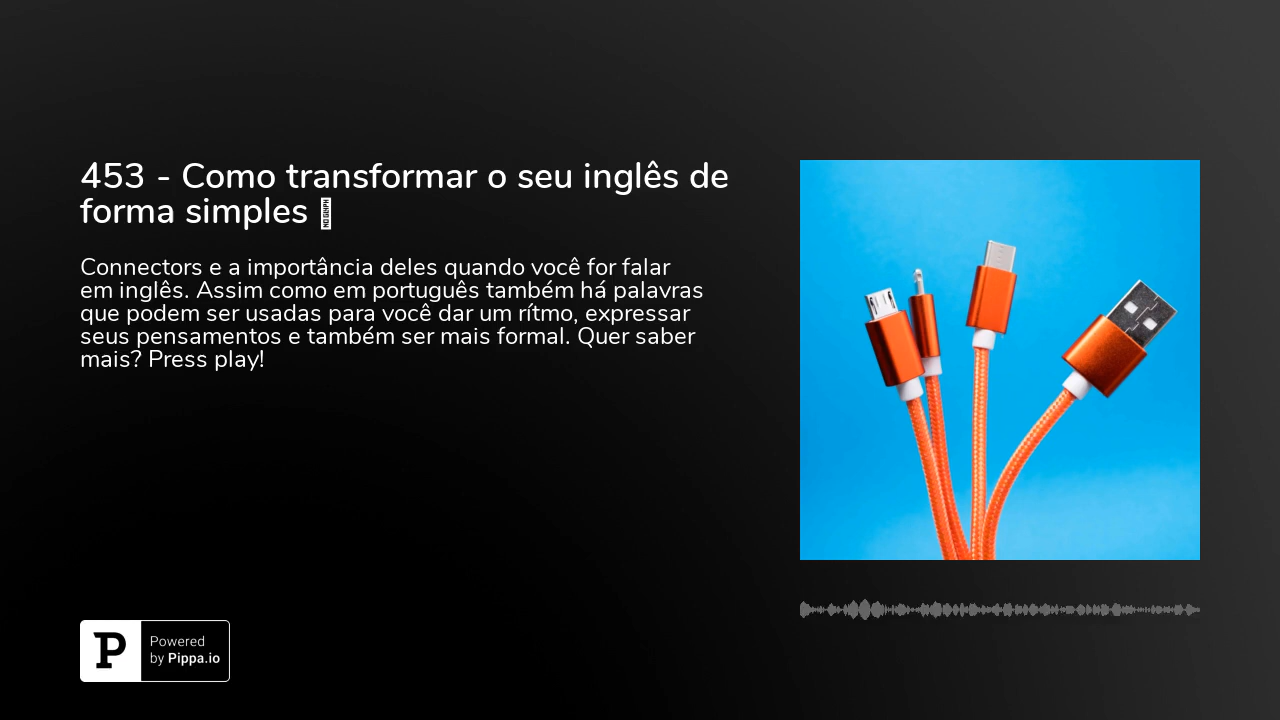 453 - Como transformar o seu inglês de
forma simples
Connectors e a importância deles quando você for falar
em inglês. Assim como em português também há palavras
que podem ser usadas para você dar um rítmo, expressar
seus pensamentos e também ser mais formal. Quer saber
mais? Press play!
P
Powered
by Pippa.io